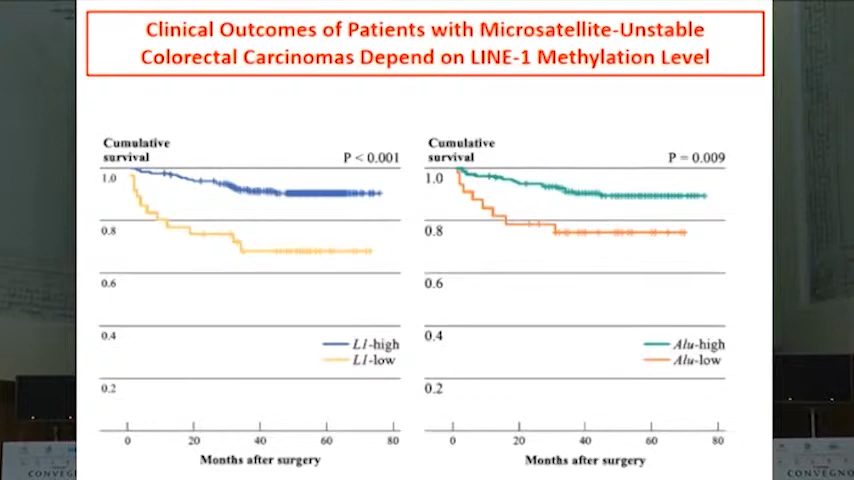 Clinical Outcomes of Patients with Microsatellite-Unstable
Colorectal Carcinomas Depend on LINE-1 Methylation Level
Cumulative
survival
P < 0.001
1.0
0.8
0.6
0.4
0.2
L1-high
L1-low
0 20 40 60 80
Months after surgery
Cumulative
survival
P = 0.009
1.0
0.8
0.6
0.4
0.2
Alu-high
Alu-low
0 20 40 60 80
Months after surgery
CONVEGN
CONVEGNO